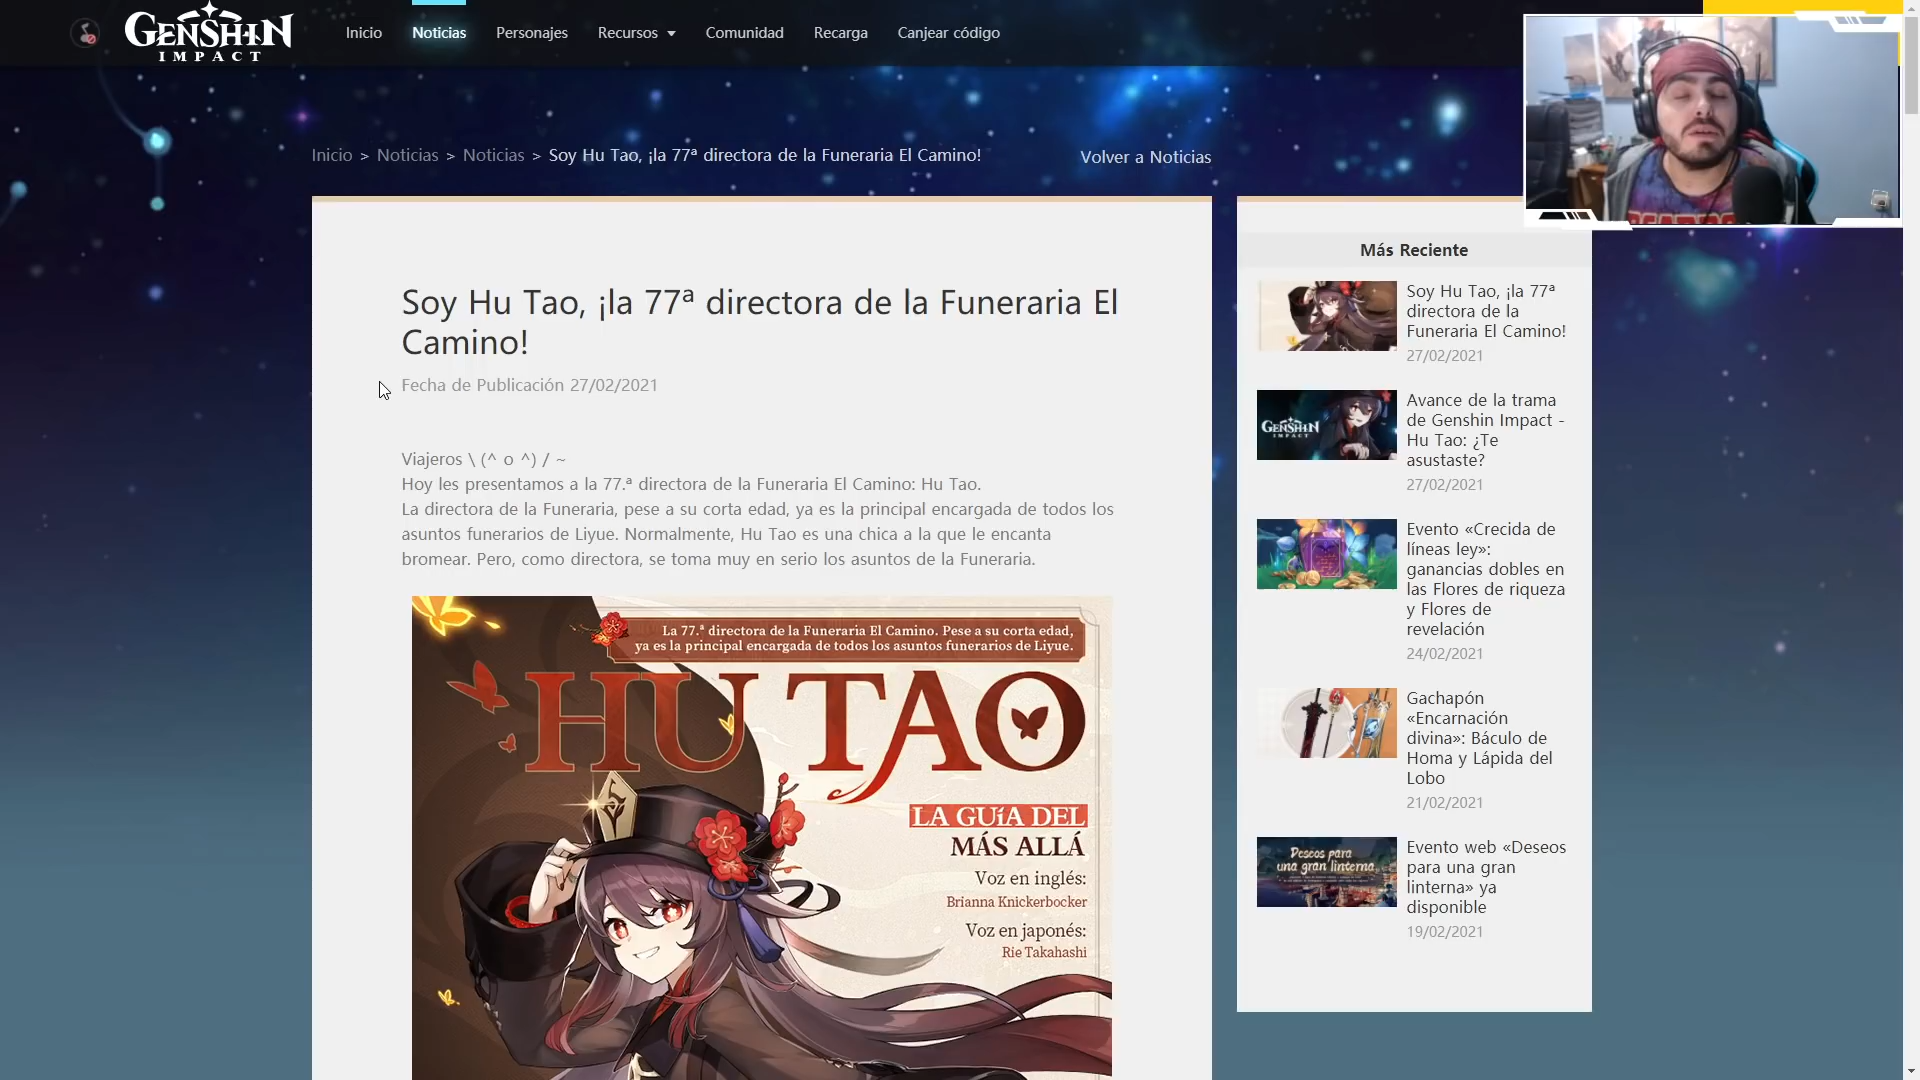 GENSHIN
IMPACT
Inicio
Noticias
Personajes
Recursos
Comunidad
Recarga
Canjear código
Inicio > Noticias > Noticias > Soy Hu Tao, ¡la 77ª directora de la Funeraria El Camino!
Volver a Noticias
Soy Hu Tao, ¡la 77ª directora de la Funeraria El
Camino!
Fecha de Publicación 27/02/2021
Viajeros \ (^ o ^) / ~
Hoy les presentamos a la 77.ª directora de la Funeraria El Camino: Hu Tao.
La directora de la Funeraria, pese a su corta edad, ya es la principal encargada de todos los
asuntos funerarios de Liyue. Normalmente, Hu Tao es una chica a la que le encanta
bromear. Pero, como directora, se toma muy en serio los asuntos de la Funeraria.
La 77.ª directora de la Funeraria El Camino. Pese a su corta edad,
ya es la principal encargada de todos los asuntos funerarios de Liyue.
HU TAO
LA GUíA DEL
MÁS ALLÁ
Voz en inglés:
Brianna Knickerbocker
Voz en japonés:
Rie Takahashi
Más Reciente
Soy Hu Tao, ¡la 77ª
directora de la
Funeraria El Camino!
27/02/2021
GENSHIN
IMPACT
Avance de la trama
de Genshin Impact -
Hu Tao: ¿Te
asustaste?
27/02/2021
Evento «Crecida de
líneas ley»:
ganancias dobles en
las Flores de riqueza
y Flores de
revelación
24/02/2021
Gachapón
«Encarnación
divina»: Báculo de
Homa y Lápida del
Lobo
21/02/2021
Deseos para
una gran linterna
Evento web «Deseos
para una gran
linterna» ya
disponible
19/02/2021